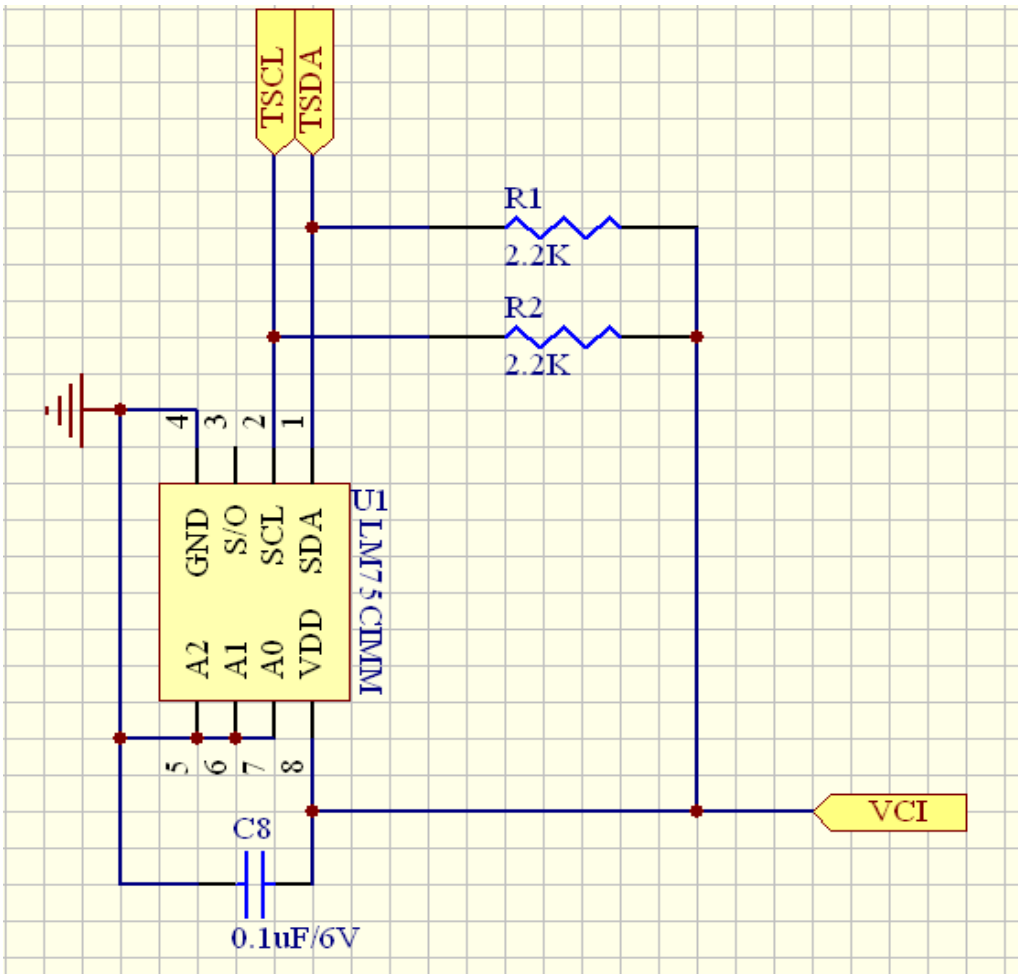 TSCL
TSDA
R1
2.2K
R2
2.2K
4
3
2
1
U1
LM75CIMM
GND
S/O
SCL
SDA
A2
A1
A0
VDD
5
6
7
8
VCI
C8
0.1uF/6V